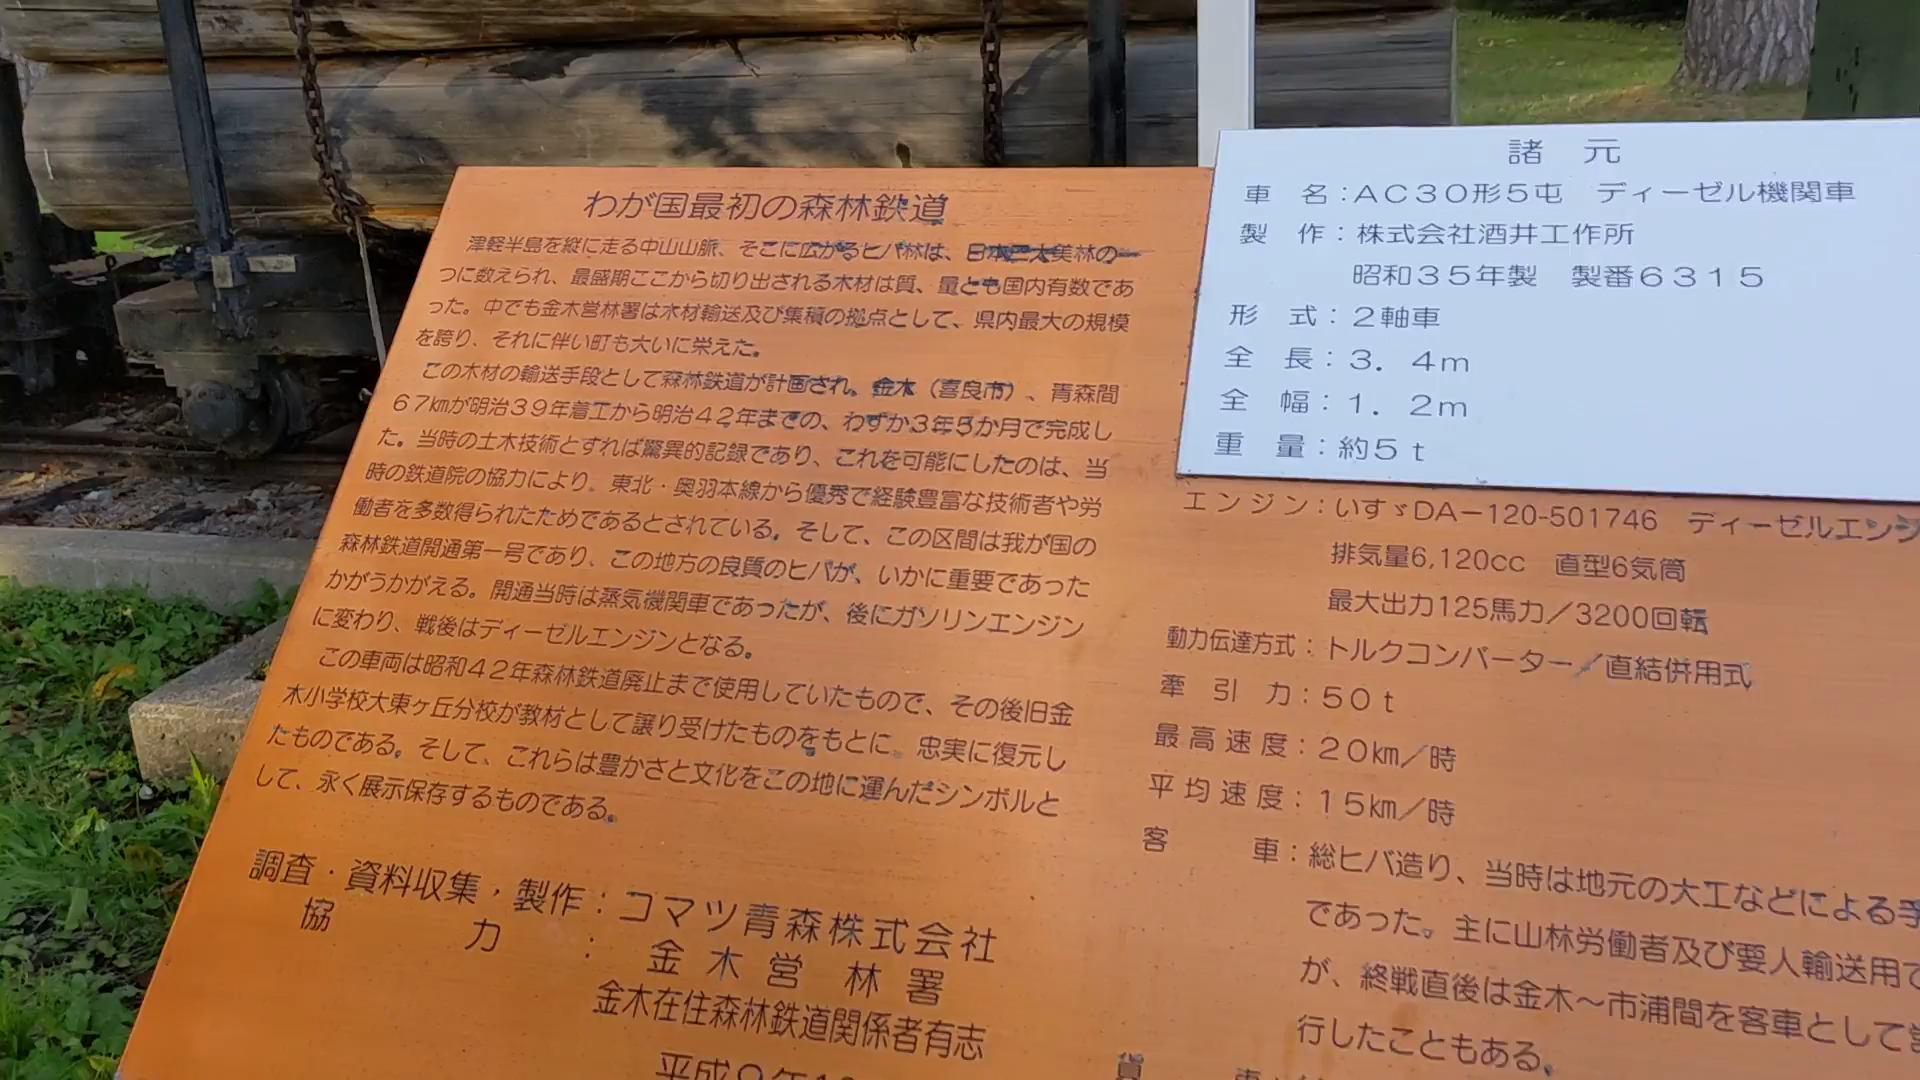 わが国最初の森林鉄道
津軽半島を縦に走る中山山脈、そこに広がるヒバ林は、日本三大美林の一
つに数えられ、最盛期ここから切り出される木材は質、量とも国内有数であ
った。中でも金木営林署は木材輸送及び集積の拠点として、県内最大の規模
を誇り、それに伴い町も大いに栄えた。
この木材の輸送手段として森林鉄道が計画され。金木（喜良市）、青森間
６７㎞が明治３９年着工から明治４２年までの、わずか３年５か月で完成し
た。当時の土木技術とすれば驚異的記録であり、これを可能にしたのは、当
時の鉄道院の協力により。東北・奥羽本線から優秀で経験豊富な技術者や労
働者を多数得られたためであるとされている。そして、この区間は我が国の
森林鉄道開通第一号であり、この地方の良質のヒバが、いかに重要であった
かがうかがえる。開通当時は蒸気機関車であったが、後にガソリンエンジン
に変わり、戦後はディーゼルエンジンとなる。
この車両は昭和４２年森林鉄道廃止まで使用していたもので、その後旧金
木小学校大東ヶ丘分校が教材として譲り受けたものをもとに。忠実に復元し
たものである。そして、これらは豊かさと文化をこの地に運んだシンボルと
して、永く展示保存するものである。
調査・資料収集・製作：コマツ青森株式会社
協　　力　：　金木営林署
金木在住森林鉄道関係者有志
平成９年１
諸　元
車　名：ＡＣ３０形５屯　ディーゼル機関車
製　作：株式会社酒井工作所
昭和３５年製　製番６３１５
形　式：２軸車
全　長：３．４ｍ
全　幅：１．２ｍ
重　量：約５ｔ
エンジン：いすゞDA－120-501746　ディーゼルエンジ
排気量6,120cc　直型6気筒
最大出力125馬力／3200回転
動力伝達方式：トルクコンバーター／直結併用式
牽　引　力：５０ｔ
最高速度：２０㎞／時
平均速度：１５㎞／時
客　　車：総ヒバ造り、当時は地元の大工などによる手
であった。主に山林労働者及び要人輸送用で
が、終戦直後は金木～市浦間を客車として営
行したこともある。
貨　　車：